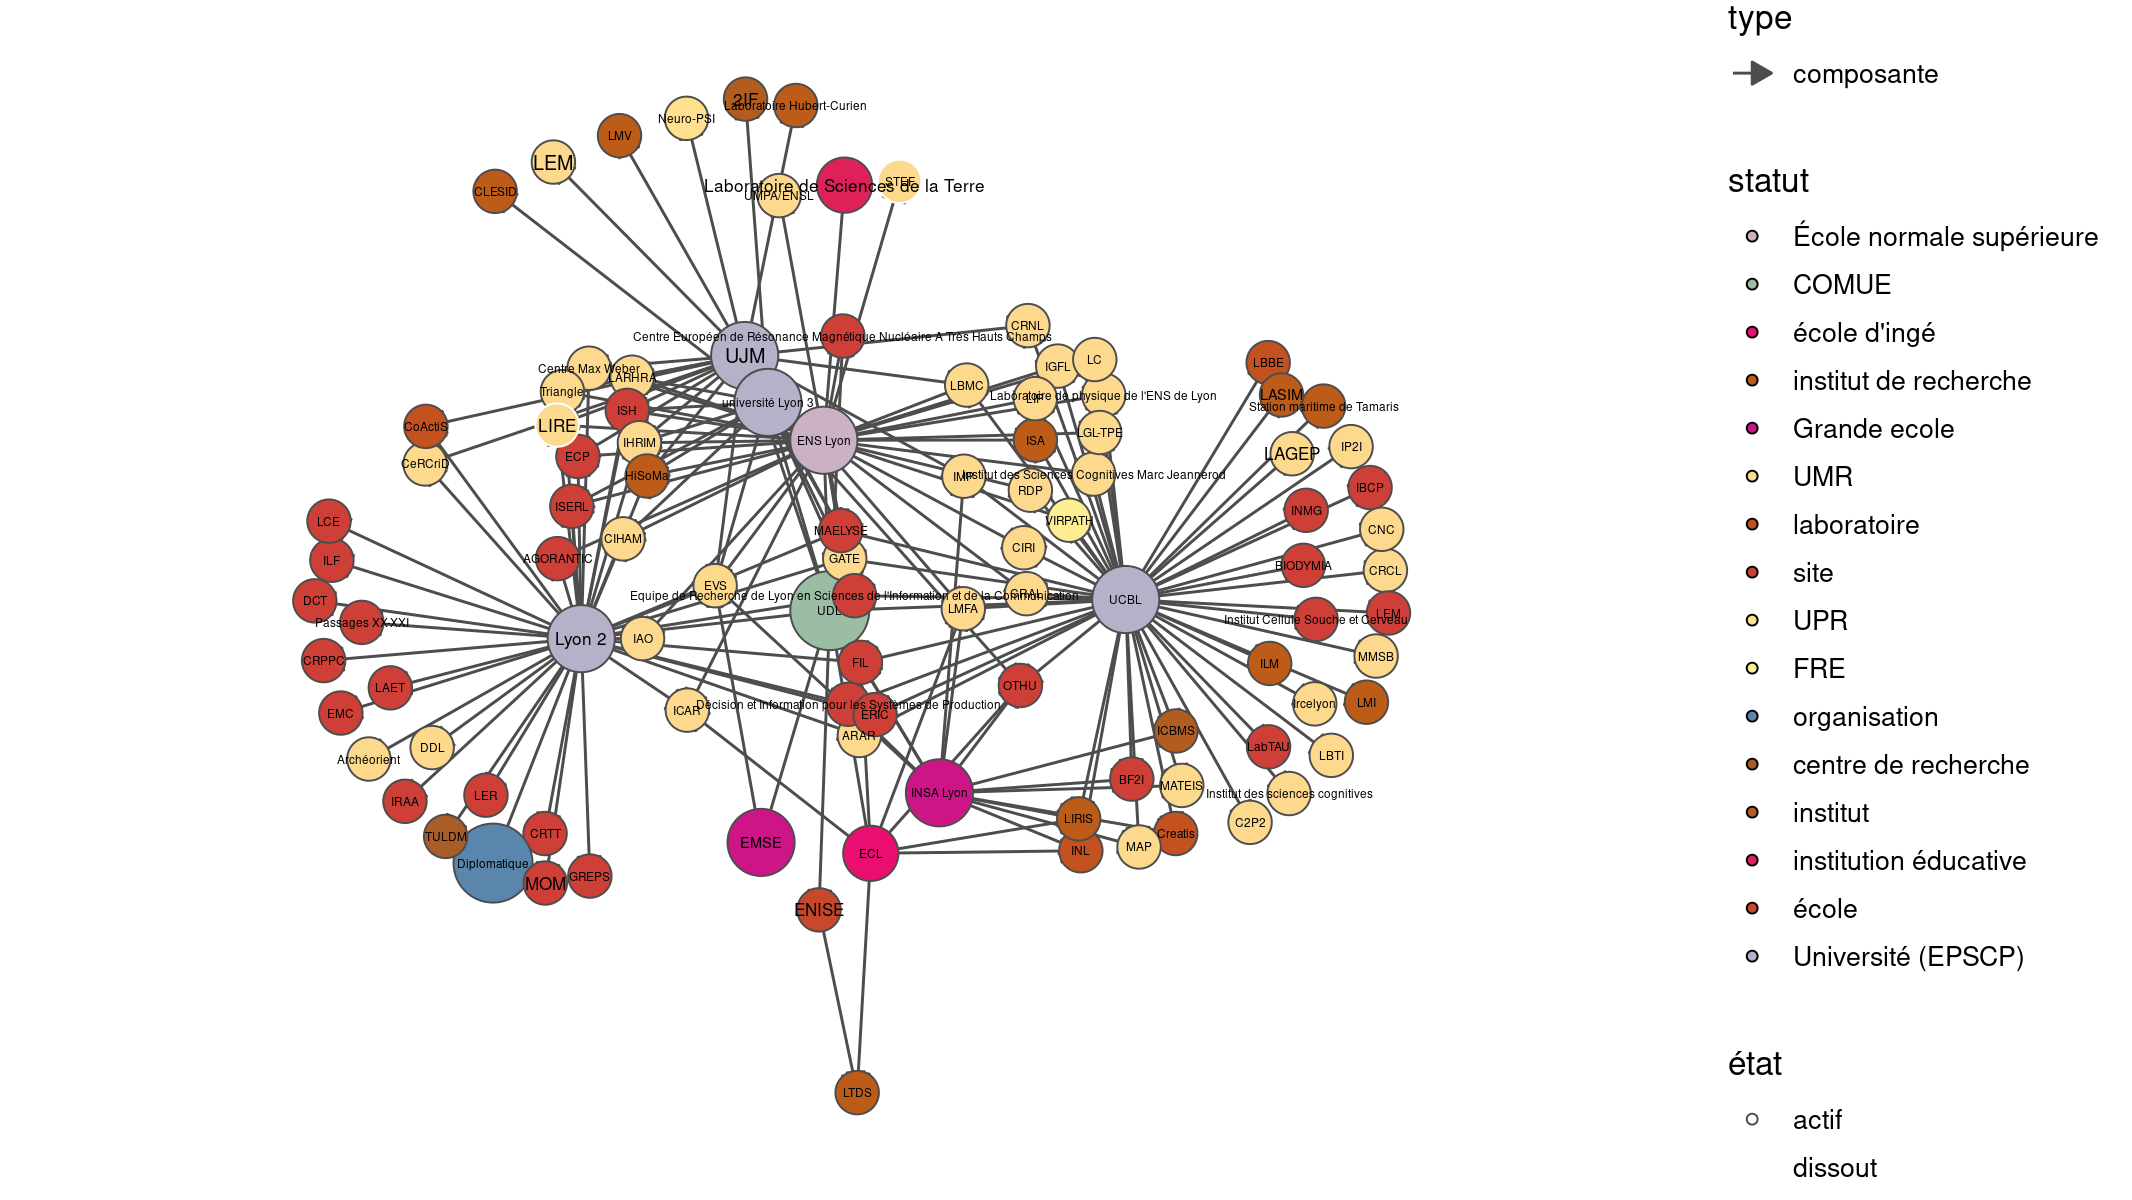 type
composante
statut
École normale supérieure
COMUE
école d'ingé
institut de recherche
Grande ecole
UMR
laboratoire
site
UPR
FRE
organisation
centre de recherche
institut
institution éducative
école
Université (EPSCP)
état
actif
dissout
2IF
Laboratoire Hubert-Curien
Neuro-PSI
LMV
LEM
CLESID
Laboratoire de Sciences de la Terre
STEF
UMPA/ENSL
CRNL
Centre Européen de Résonance Magnétique Nucléaire A Tres Hauts Champs
UJM
IGFL
LC
LBBE
Centre Max Weber
LARHRA
Triangle
LBMC
LIF
Laboratoire de physique de l'ENS de Lyon
LASIM
Station maritime de Tamaris
université Lyon 3
ISH
CoActiS
LIRE
IHRIM
ENS Lyon
ISA
LGL-TPE
LAGEP
IP2I
ECP
CeRCriD
HiSoMa
Institut des Sciences Cognitives Marc Jeannerod
RDP
IBCP
ISERL
INMG
LCE
VIRPATH
MAELYSE
CNC
CIHAM
CIRI
ILF
AGORANTIC
GATE
BIODYMIA
CRCL
EVS
DCT
Equipe de Recherche de Lyon en Sciences de l'Information et de la Communication
CRAL
UCBL
UDL
LMFA
Passages XX-XXI
Institut Cellule Souche et Cerveau
Lyon 2
IAO
CRPPC
FIL
ILM
MMSB
LAET
OTHU
EMC
ICAR
Décision et Information pour les Systèmes de Production
ERIC
Ircelyon
LMI
ARAR
ICBMS
Archéorient
DDL
LabTAU
LBTI
BF2I
MATEIS
Institut des sciences cognitives
INSA Lyon
IRAA
LER
LIRIS
C2P2
TULDM
CRTT
Creatis
EMSE
ECL
INL
MAP
Diplomatique
MOM
GREPS
ENISE
LTDS